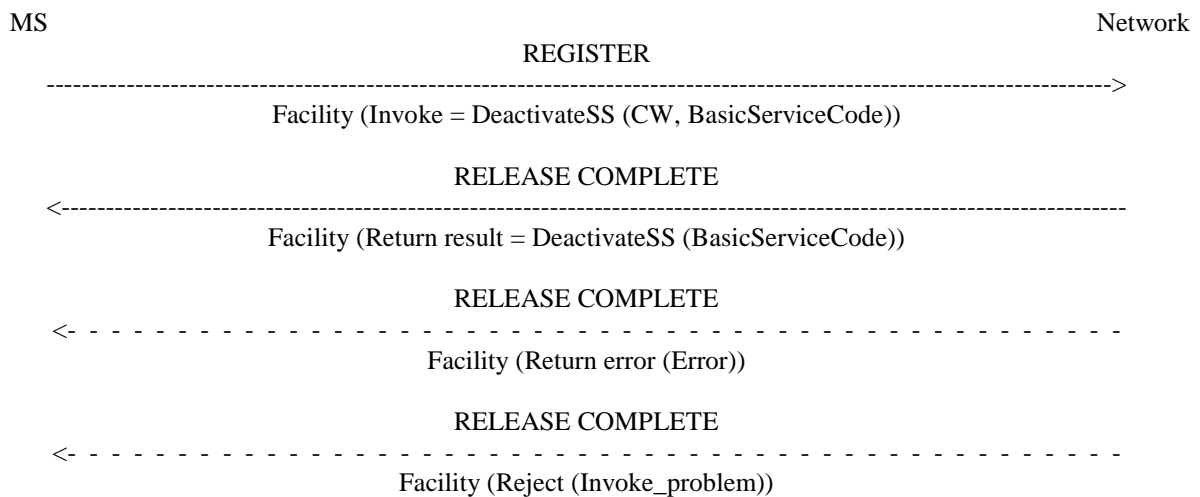 MS Network
REGISTER
Facility (Invoke = DeactivateSS (CW, BasicServiceCode))
RELEASE COMPLETE
Facility (Return result = DeactivateSS (BasicServiceCode))
RELEASE COMPLETE
Facility (Return error (Error))
RELEASE COMPLETE
Facility (Reject (Invoke_problem))